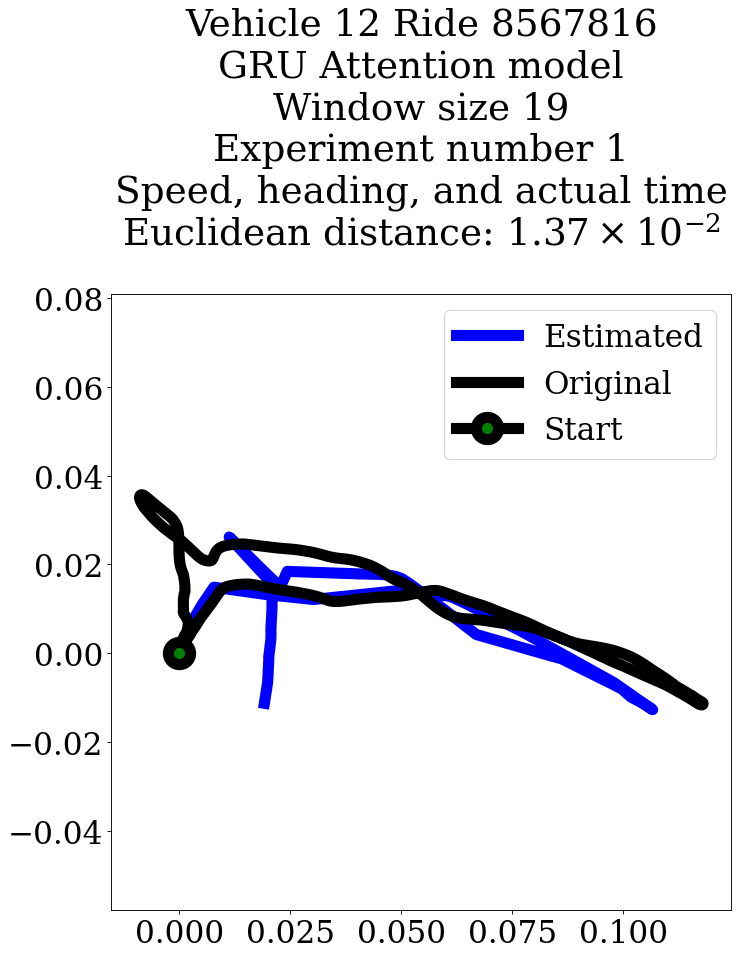 Vehicle 12 Ride 8567816
GRU Attention model
Window size 19
Experiment number 1
Speed, heading, and actual time
Euclidean distance: 1.37 × 10⁻²
0.08
0.06
0.04
0.02
0.00
−0.02
−0.04
Estimated
Original
Start
0.000 0.025 0.050 0.075 0.100